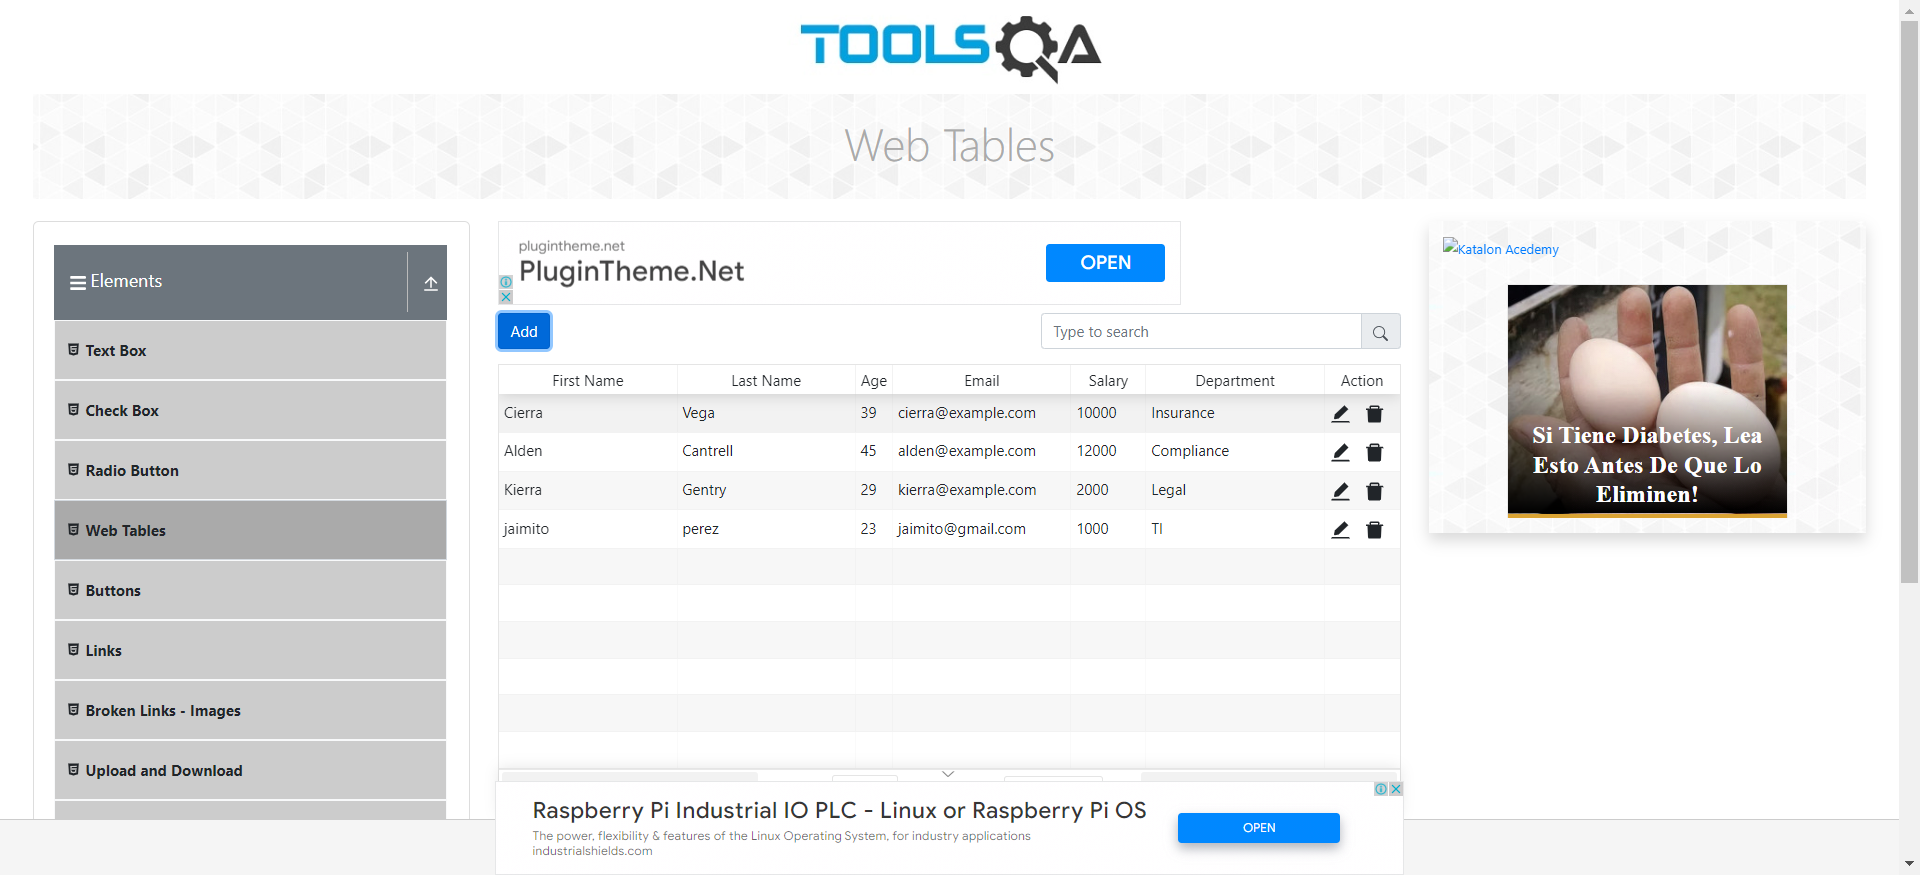 TOOLSQA
Web Tables
Elements
Text Box
Check Box
Radio Button
Web Tables
Buttons
Links
Broken Links - Images
Upload and Download
plugintheme.net
PluginTheme.Net
OPEN
Add
Type to search
First Name Last Name Age Email Salary Department Action
Cierra Vega 39 cierra@example.com 10000 Insurance
Alden Cantrell 45 alden@example.com 12000 Compliance
Kierra Gentry 29 kierra@example.com 2000 Legal
jaimito perez 23 jaimito@gmail.com 1000 TI
Raspberry Pi Industrial IO PLC - Linux or Raspberry Pi OS
The power, flexibility & features of the Linux Operating System, for industry applications
industrialshields.com
OPEN
Katalon Acedemy
Si Tiene Diabetes, Lea
Esto Antes De Que Lo
Eliminen!